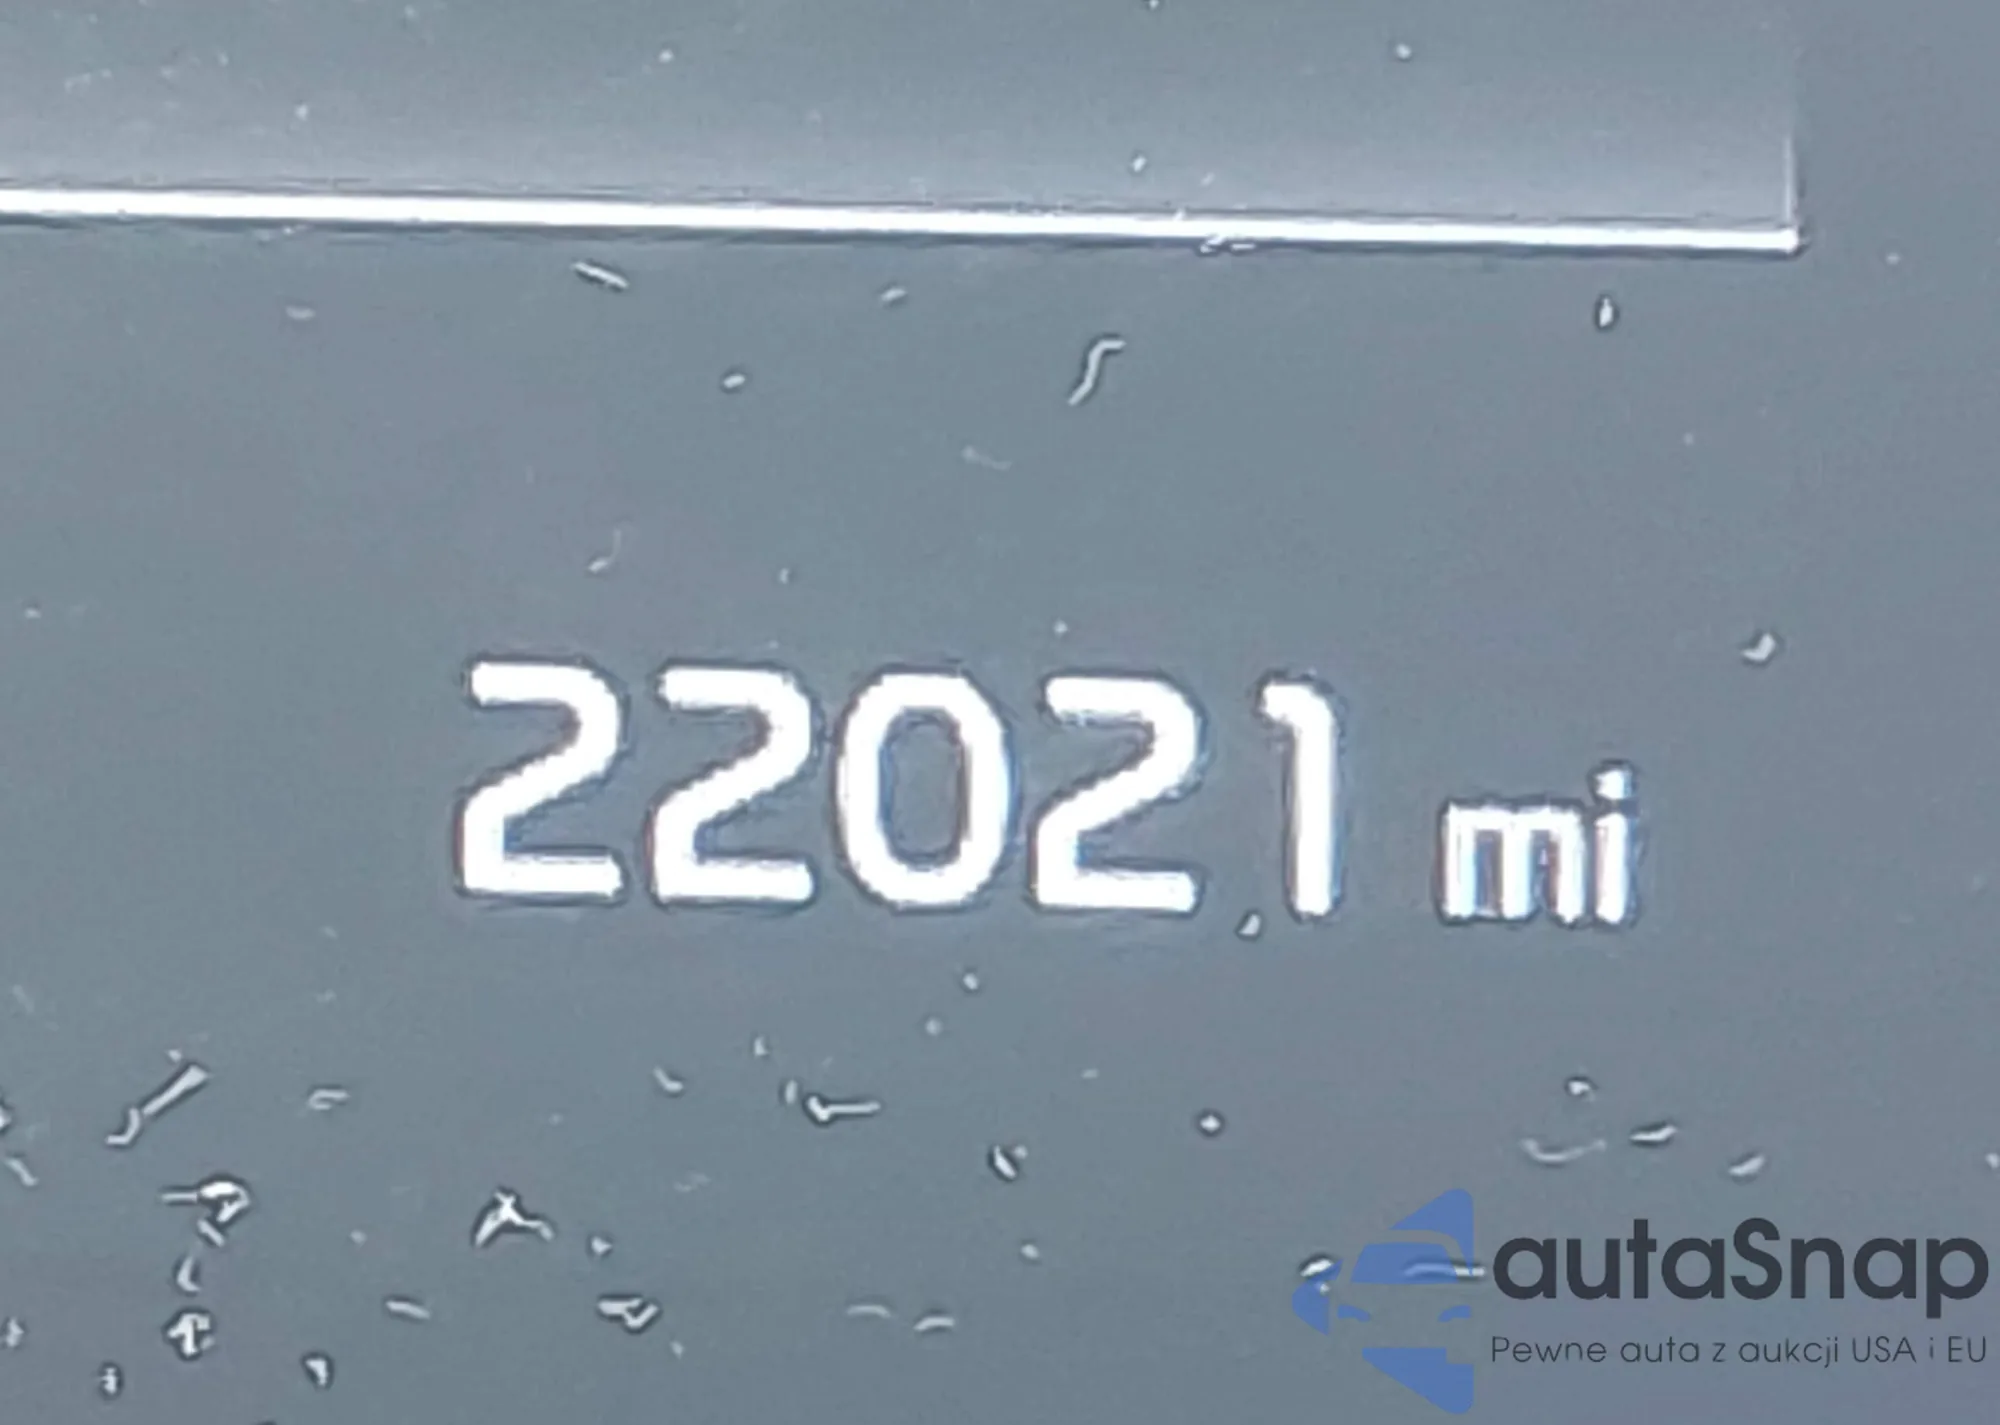 22021 mi
autaSnap
Pewne auta z aukcji USA i EU